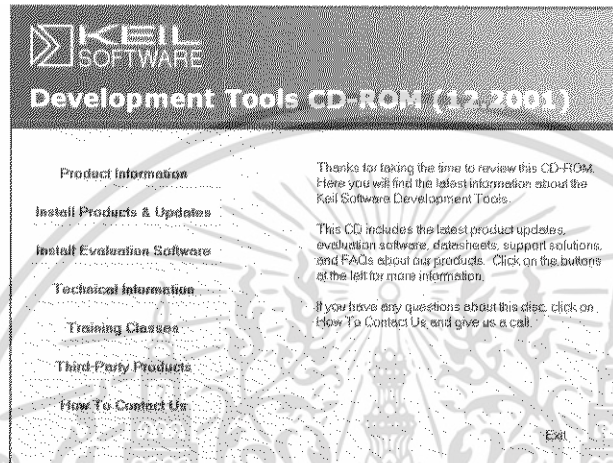 KEIL
SOFTWARE
Development Tools CD-ROM (12.2001)
Product Information
Install Products & Updates
Install Evaluation Software
Technical Information
Training Classes
Third-Party Products
How To Contact Us
Thanks for taking the time to review this CD-ROM.
Here you will find the latest information about the
Keil Software Development Tools.
This CD includes the latest product updates,
evaluation software, datasheets, support solutions,
and FAQs about our products. Click on the buttons
at the left for more information.
If you have any questions about this disc, click on
How To Contact Us and give us a call.
Exit